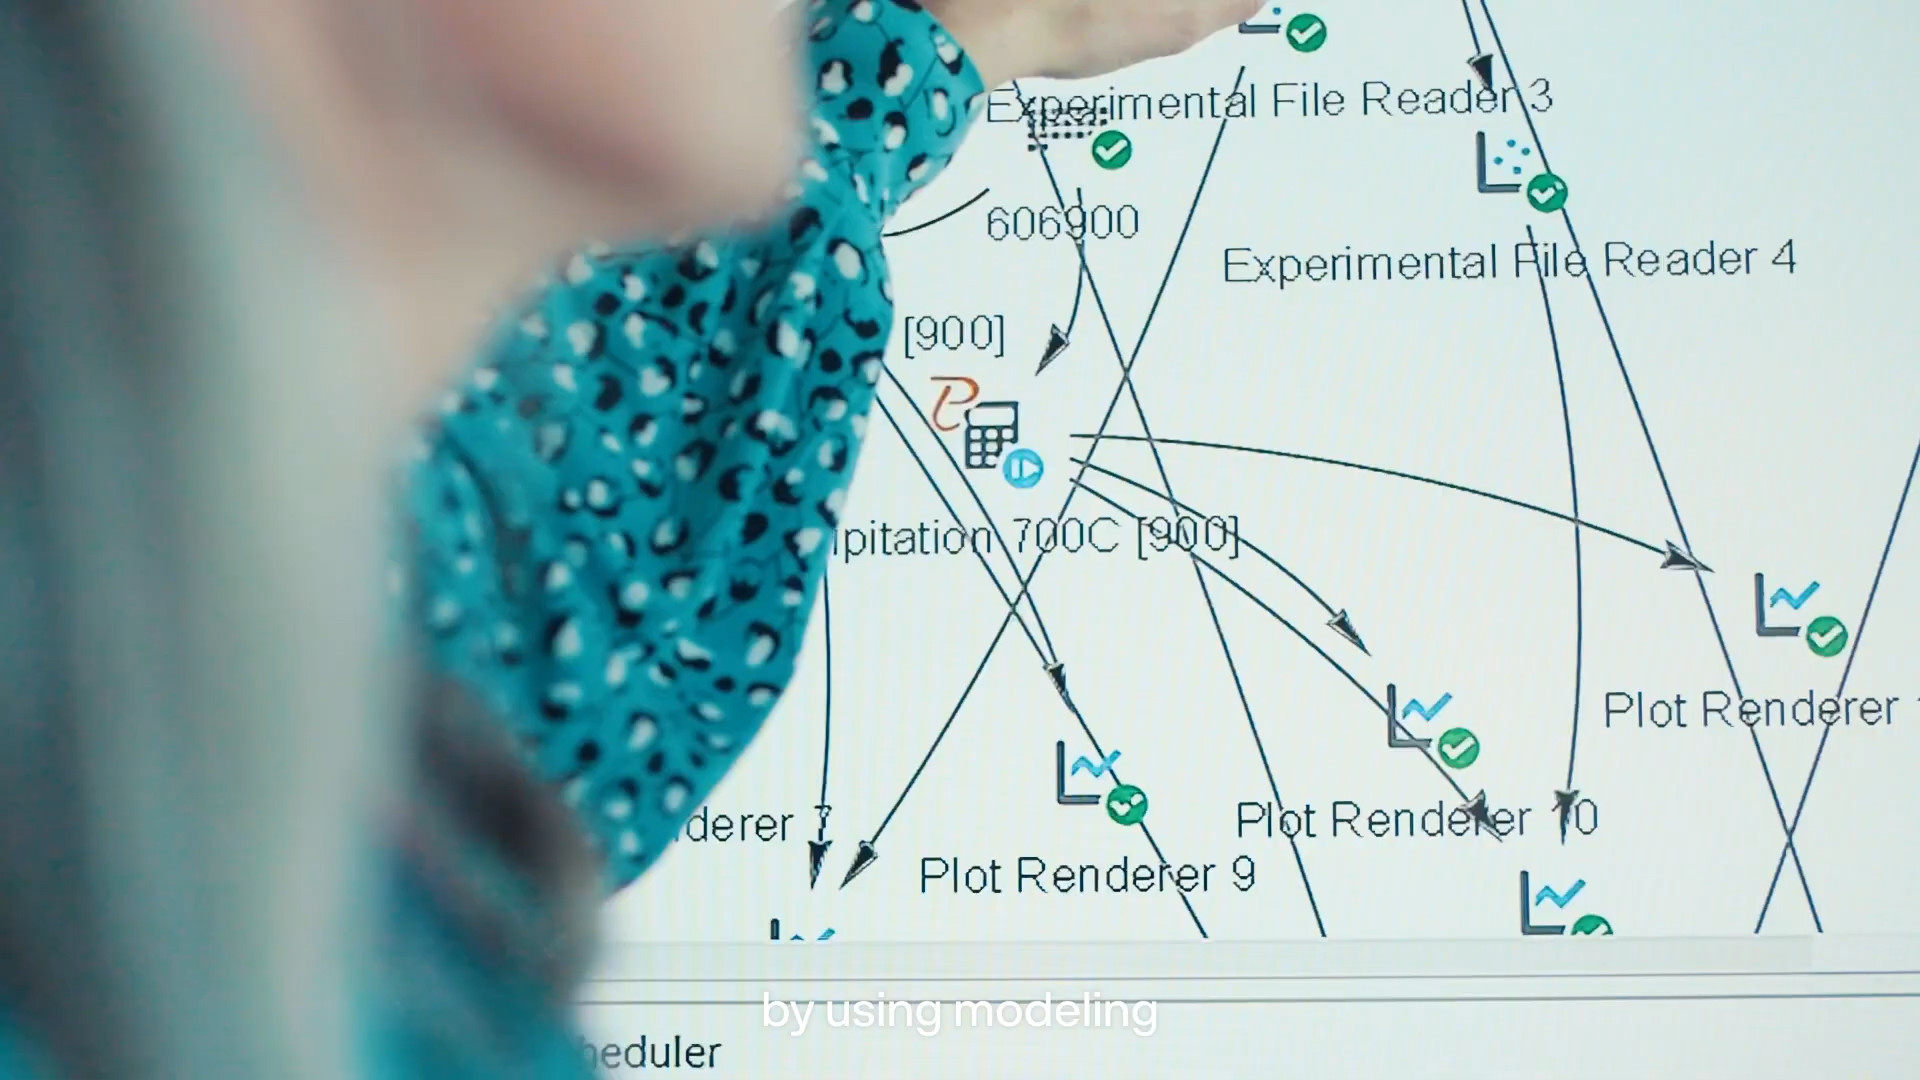 Experimental File Reader 3
606900
Experimental File Reader 4
[900]
ipitation 700C [900]
Plot Renderer
derer 7
Plot Renderer 10
Plot Renderer 9
by using modeling
heduler